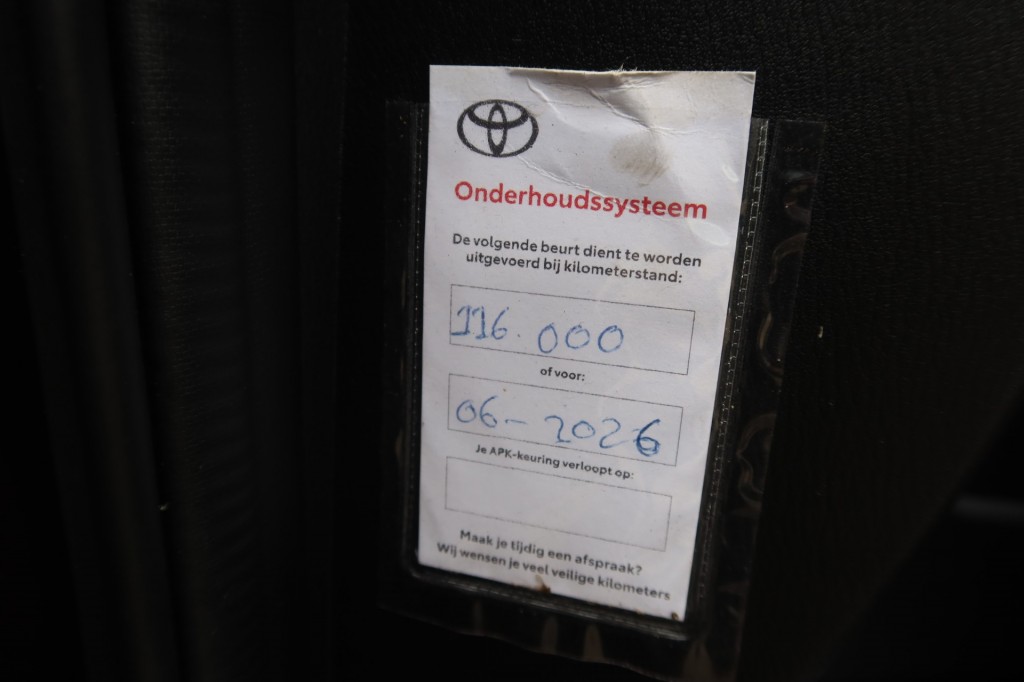 Onderhoudssysteem
De volgende beurt dient te worden
uitgevoerd bij kilometerstand:
116.000
of voor:
06-2026
Je APK-keuring verloopt op:
Maak je tijdig een afspraak?
Wij wensen je veel veilige kilometers